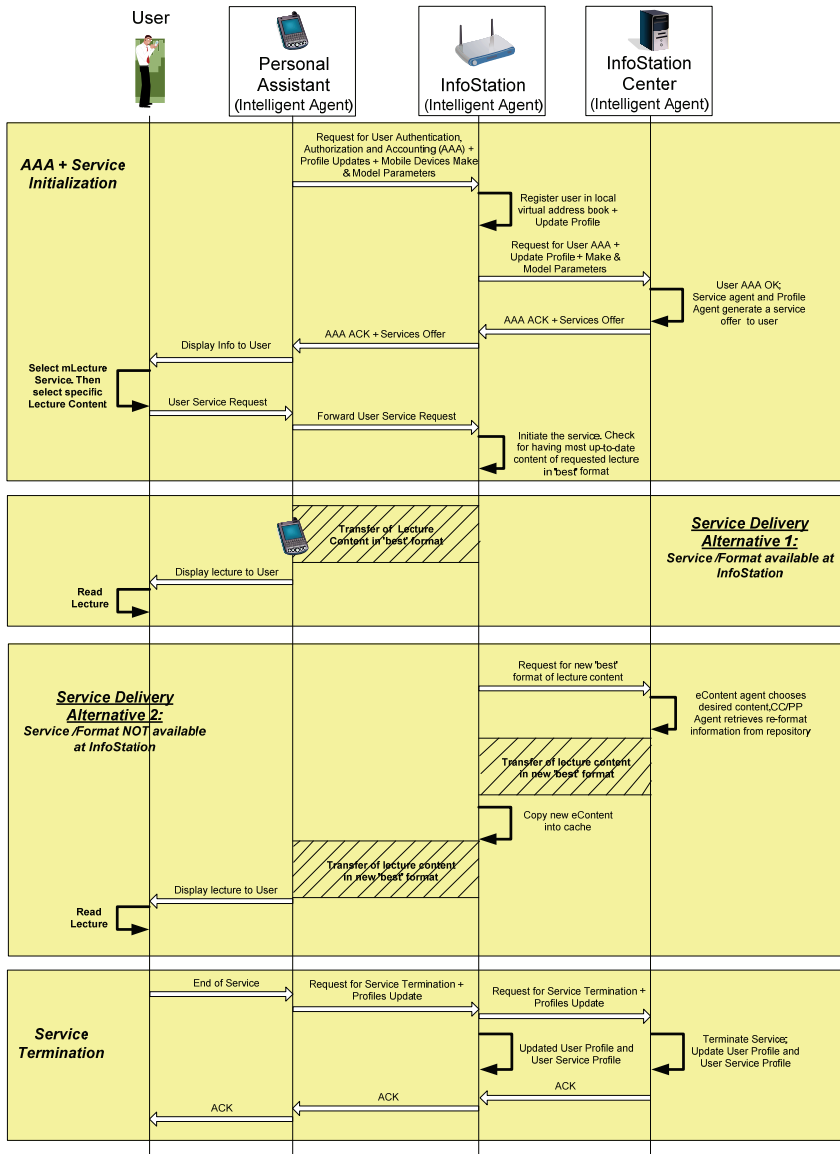 User
Personal
Assistant
(Intelligent Agent)
InfoStation
(Intelligent Agent)
InfoStation
Center
(Intelligent Agent)
AAA + Service
Initialization
Request for User Authentication,
Authorization and Accounting (AAA) +
Profile Updates + Mobile Devices Make
& Model Parameters
Register user in local
virtual address book +
Update Profile
Request for User AAA +
Update Profile + Make &
Model Parameters
User AAA OK;
Service agent and Profile
Agent generate a service
offer to user
AAA ACK + Services Offer
AAA ACK + Services Offer
Display Info to User
Select mLecture
Service. Then
select specific
Lecture Content
User Service Request
Forward User Service Request
Initiate the service. Check
for having most up-to-date
content of requested lecture
in 'best' format
Transfer of Lecture
Content in 'best' format
Service Delivery
Alternative 1:
Service /Format available at
InfoStation
Display lecture to User
Read
Lecture
Service Delivery
Alternative 2:
Service /Format NOT available
at InfoStation
Request for new 'best'
format of lecture content
eContent agent chooses
desired content,CC/PP
Agent retrieves re-format
information from repository
Transfer of lecture content
in new 'best' format
Copy new eContent
into cache
Transfer of lecture content
in new 'best' format
Display lecture to User
Read
Lecture
Service
Termination
End of Service
Request for Service Termination +
Profiles Update
Request for Service Termination +
Profiles Update
Updated User Profile and
User Service Profile
Terminate Service;
Update User Profile and
User Service Profile
ACK
ACK
ACK